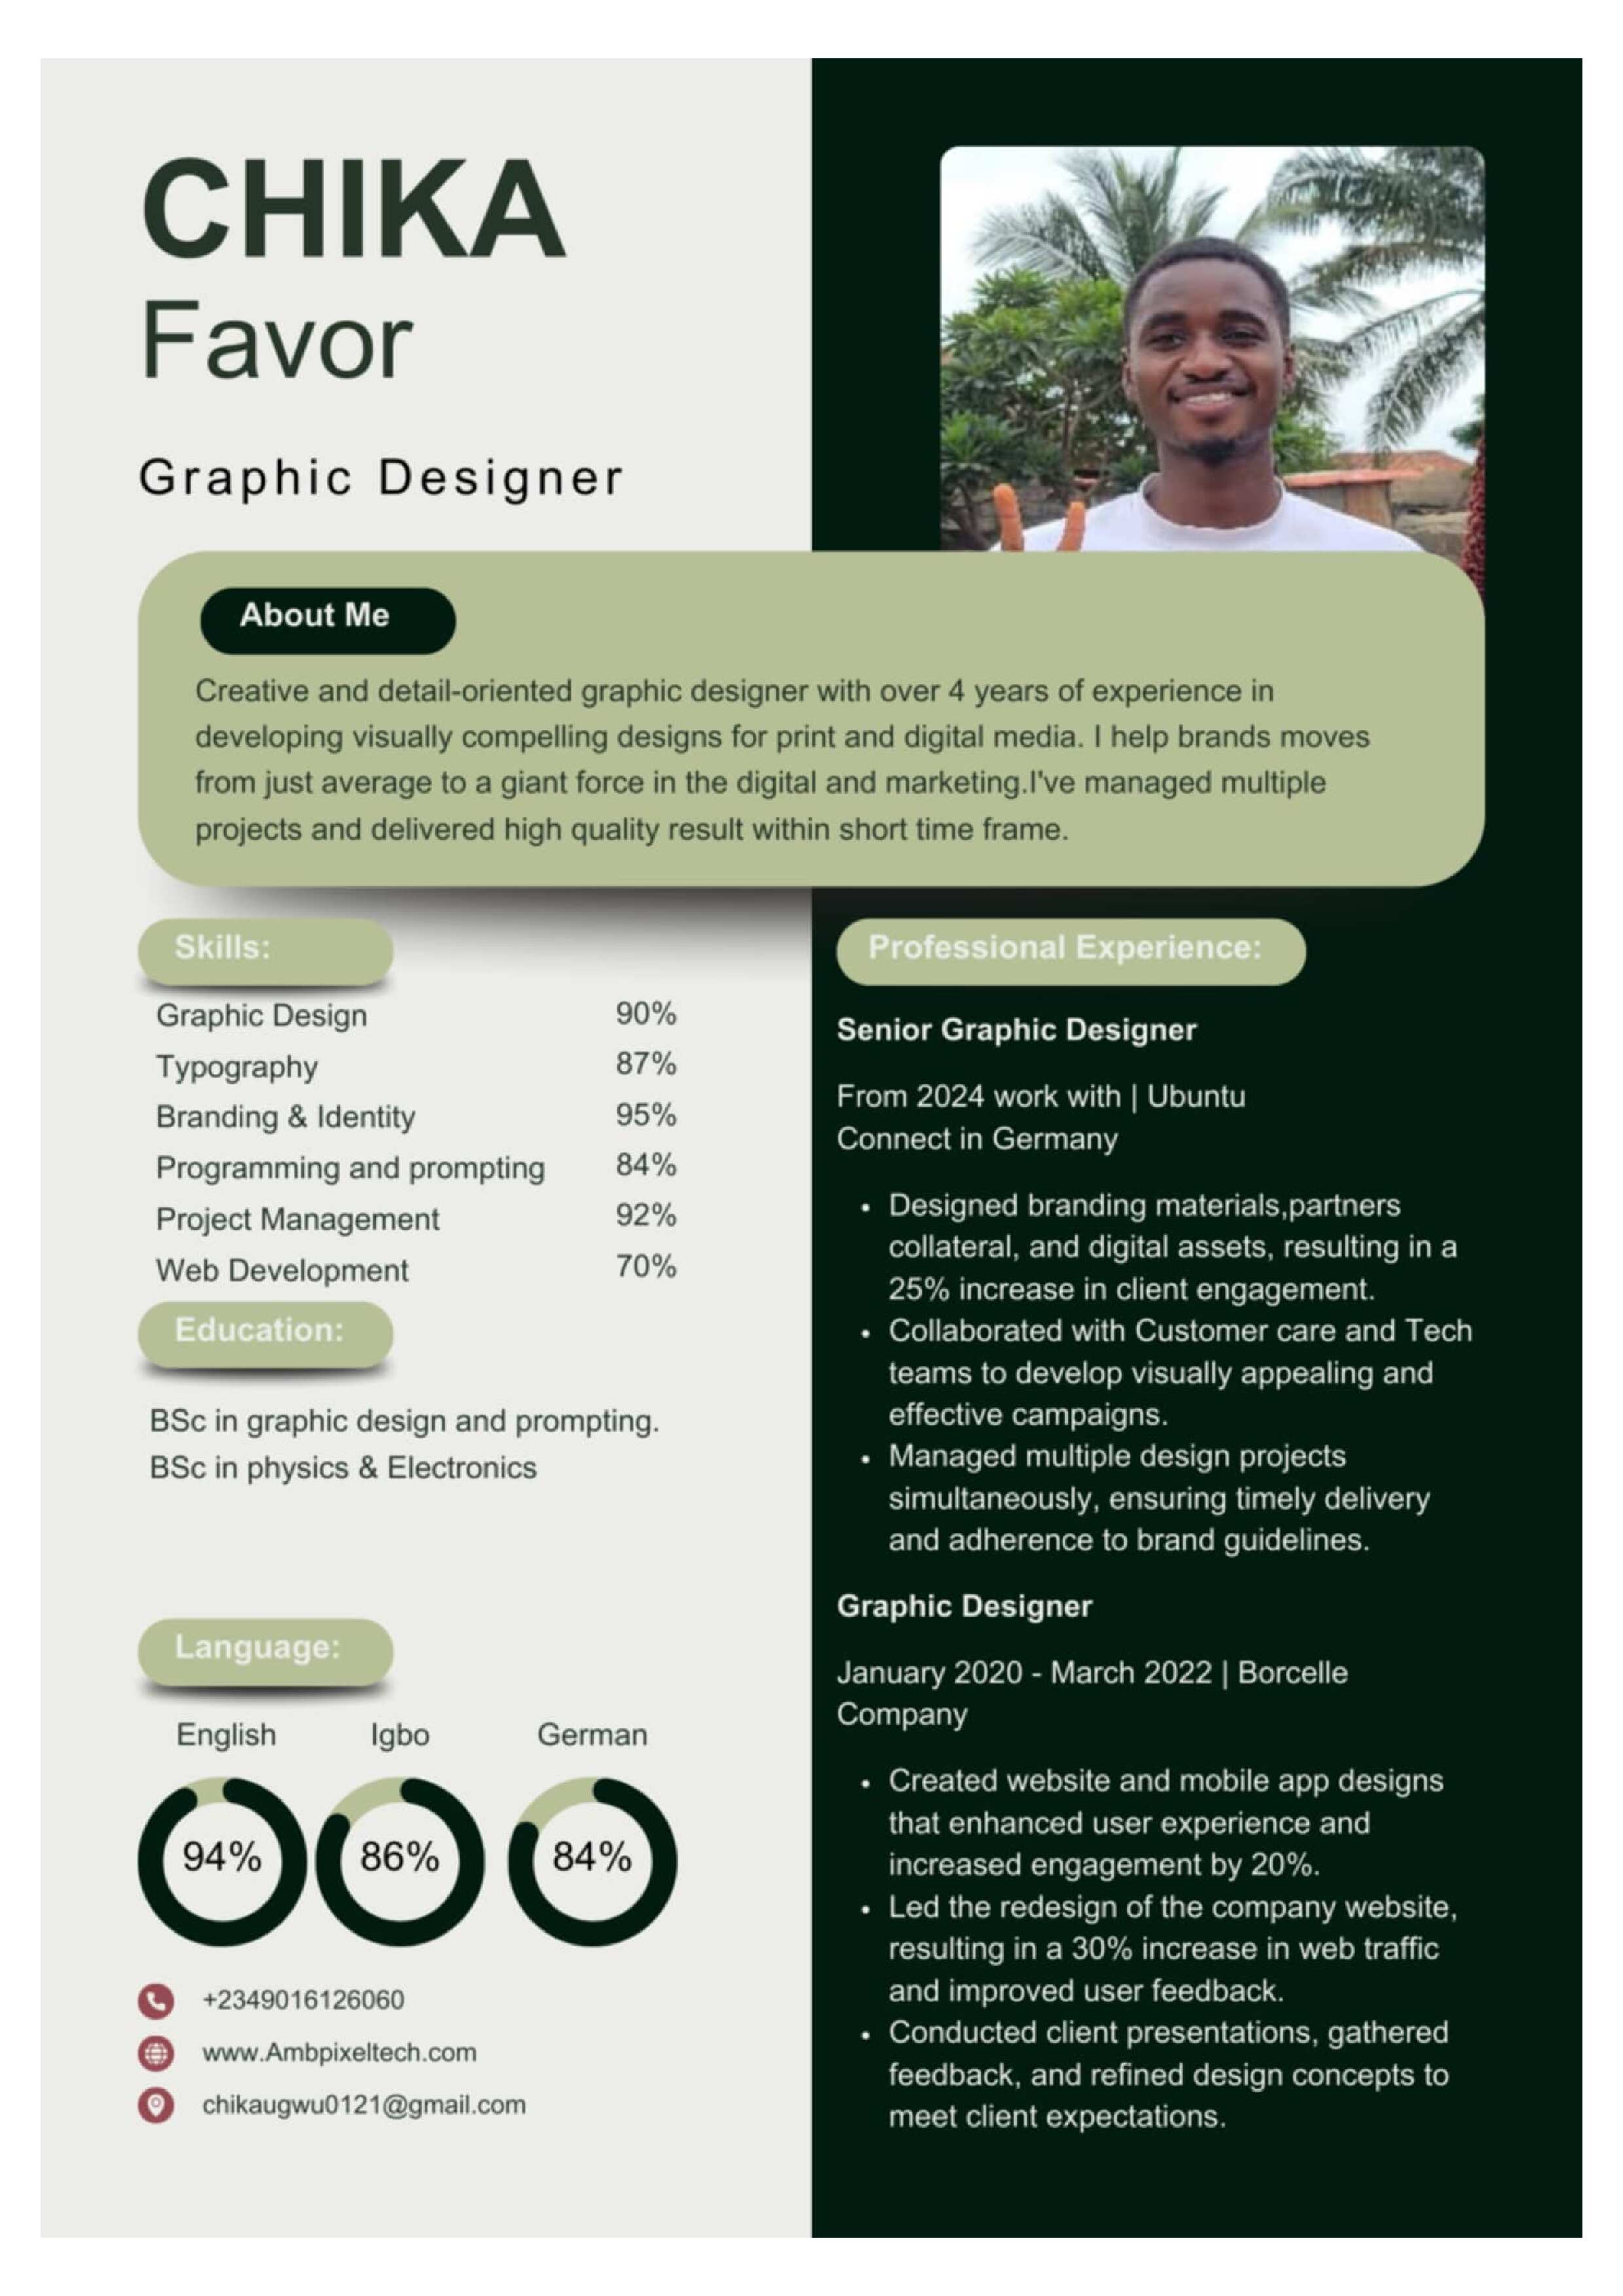 CHIKA
Favor
Graphic Designer
About Me
Creative and detail-oriented graphic designer with over 4 years of experience in
developing visually compelling designs for print and digital media. I help brands moves
from just average to a giant force in the digital and marketing.I've managed multiple
projects and delivered high quality result within short time frame.
Skills:
Graphic Design 90%
Typography 87%
Branding & Identity 95%
Programming and prompting 84%
Project Management 92%
Web Development 70%
Education:
BSc in graphic design and prompting.
BSc in physics & Electronics
Language:
English Igbo German
94% 86% 84%
+2349016126060
www.Ambpixeltech.com
chikaugwu0121@gmail.com
Professional Experience:
Senior Graphic Designer
From 2024 work with | Ubuntu
Connect in Germany
• Designed branding materials,partners
collateral, and digital assets, resulting in a
25% increase in client engagement.
• Collaborated with Customer care and Tech
teams to develop visually appealing and
effective campaigns.
• Managed multiple design projects
simultaneously, ensuring timely delivery
and adherence to brand guidelines.
Graphic Designer
January 2020 - March 2022 | Borcelle
Company
• Created website and mobile app designs
that enhanced user experience and
increased engagement by 20%.
• Led the redesign of the company website,
resulting in a 30% increase in web traffic
and improved user feedback.
• Conducted client presentations, gathered
feedback, and refined design concepts to
meet client expectations.